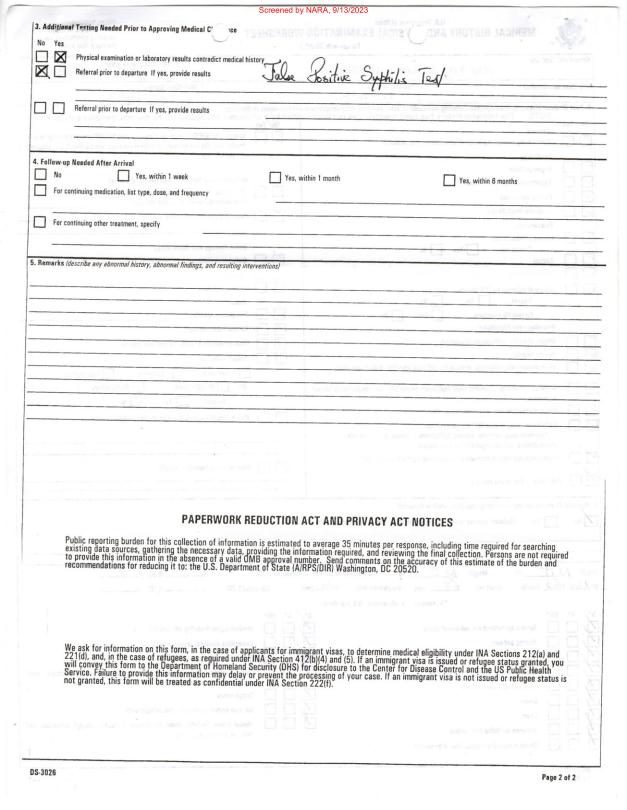 Screened by NARA, 9/13/2023
3. Additional Testing Needed Prior to Approving Medical C nce
No Yes
Physical examination or laboratory results contradict medical history
Referral prior to departure If yes, provide results False Positive Syphilis Test
Referral prior to departure If yes, provide results
4. Follow-up Needed After Arrival
No Yes, within 1 week Yes, within 1 month Yes, within 6 months
For continuing medication, list type, dose, and frequency
For continuing other treatment, specify
5. Remarks (describe any abnormal history, abnormal findings, and resulting interventions)
PAPERWORK REDUCTION ACT AND PRIVACY ACT NOTICES
Public reporting burden for this collection of information is estimated to average 35 minutes per response, including time required for searching
existing data sources, gathering the necessary data, providing the information required, and reviewing the final collection. Persons are not required
to provide this information in the absence of a valid OMB approval number. Send comments on the accuracy of this estimate of the burden and
recommendations for reducing it to: the U.S. Department of State (A/RPS/DIR) Washington, DC 20520.
We ask for information on this form, in the case of applicants for immigrant visas, to determine medical eligibility under INA Sections 212(a) and
221(d), and, in the case of refugees, as required under INA Section 412(b)(4) and (5). If an immigrant visa is issued or refugee status granted, you
will convey this form to the Department of Homeland Security (DHS) for disclosure to the Center for Disease Control and the US Public Health
Service. Failure to provide this information may delay or prevent the processing of your case. If an immigrant visa is not issued or refugee status is
not granted, this form will be treated as confidential under INA Section 222(f).
DS-3026
Page 2 of 2